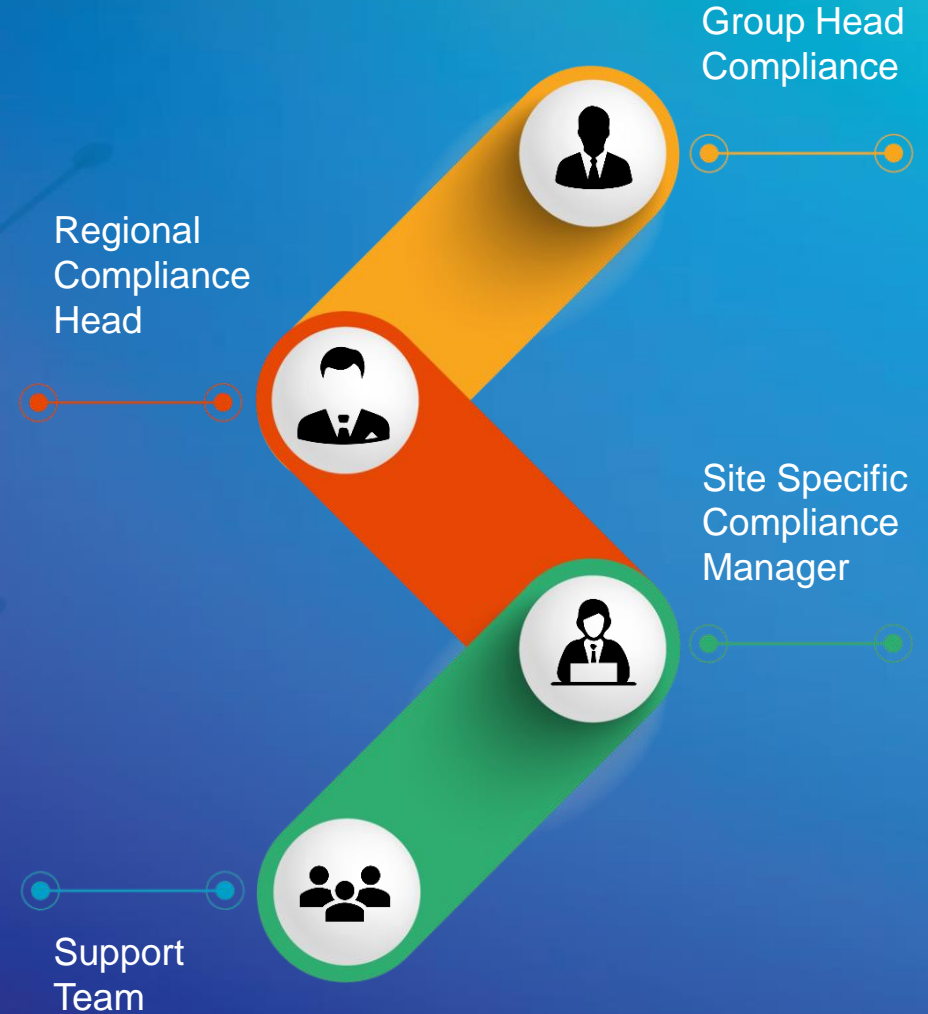 Group Head
Compliance
Regional
Compliance
Head
Site Specific
Compliance
Manager
Support
Team